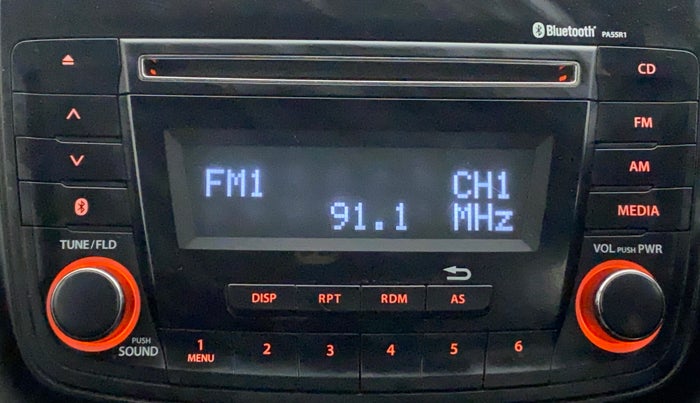 Bluetooth® PA55R1
CD
FM
AM
MEDIA
FM1 CH1
91.1 MHz
TUNE/FLD
VOL PUSH PWR
DISP RPT RDM AS
PUSH
SOUND
1 2 3 4 5 6
MENU